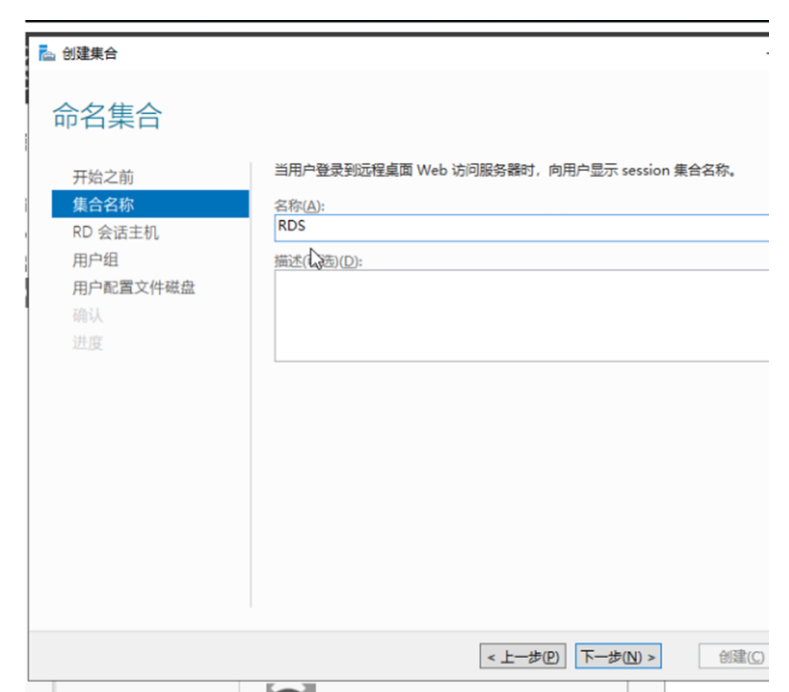 创建集合
命名集合
开始之前
集合名称
RD 会话主机
用户组
用户配置文件磁盘
确认
进度
当用户登录到远程桌面 Web 访问服务器时，向用户显示 session 集合名称。
名称(A):
RDS
描述(选)(D):
< 上一步(P)
下一步(N) >
创建(C)